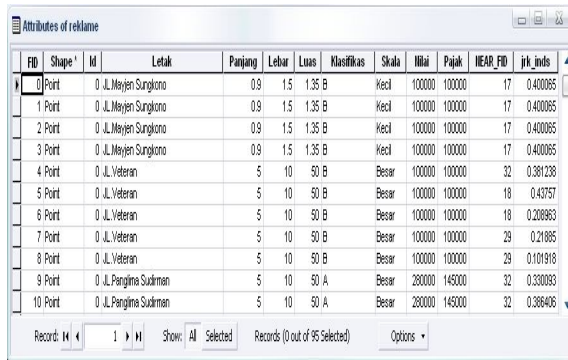 Attributes of reklame
FID Shape * Id Letak Panjang Lebar Luas Klasifikas Skala Nilai Pajak NEAR_FID jrk_inds
0 Point 0 JL.Mayjen Sungkono 0.9 1.5 1.35 B Kecil 100000 100000 17 0.400065
1 Point 0 JL.Mayjen Sungkono 0.9 1.5 1.35 B Kecil 100000 100000 17 0.400065
2 Point 0 JL.Mayjen Sungkono 0.9 1.5 1.35 B Kecil 100000 100000 17 0.400065
3 Point 0 JL.Mayjen Sungkono 0.9 1.5 1.35 B Kecil 100000 100000 17 0.400065
4 Point 0 JL.Veteran 5 10 50 B Besar 100000 100000 32 0.381238
5 Point 0 JL.Veteran 5 10 50 B Besar 100000 100000 18 0.43757
6 Point 0 JL.Veteran 5 10 50 B Besar 100000 100000 18 0.208963
7 Point 0 JL.Veteran 5 10 50 B Besar 100000 100000 29 0.21885
8 Point 0 JL.Veteran 5 10 50 B Besar 100000 100000 29 0.101918
9 Point 0 JL.Panglima Sudirman 5 10 50 A Besar 280000 145000 32 0.330093
10 Point 0 JL.Panglima Sudirman 5 10 50 A Besar 280000 145000 32 0.386406
Record: 1 Show: All Selected Records (0 out of 95 Selected) Options